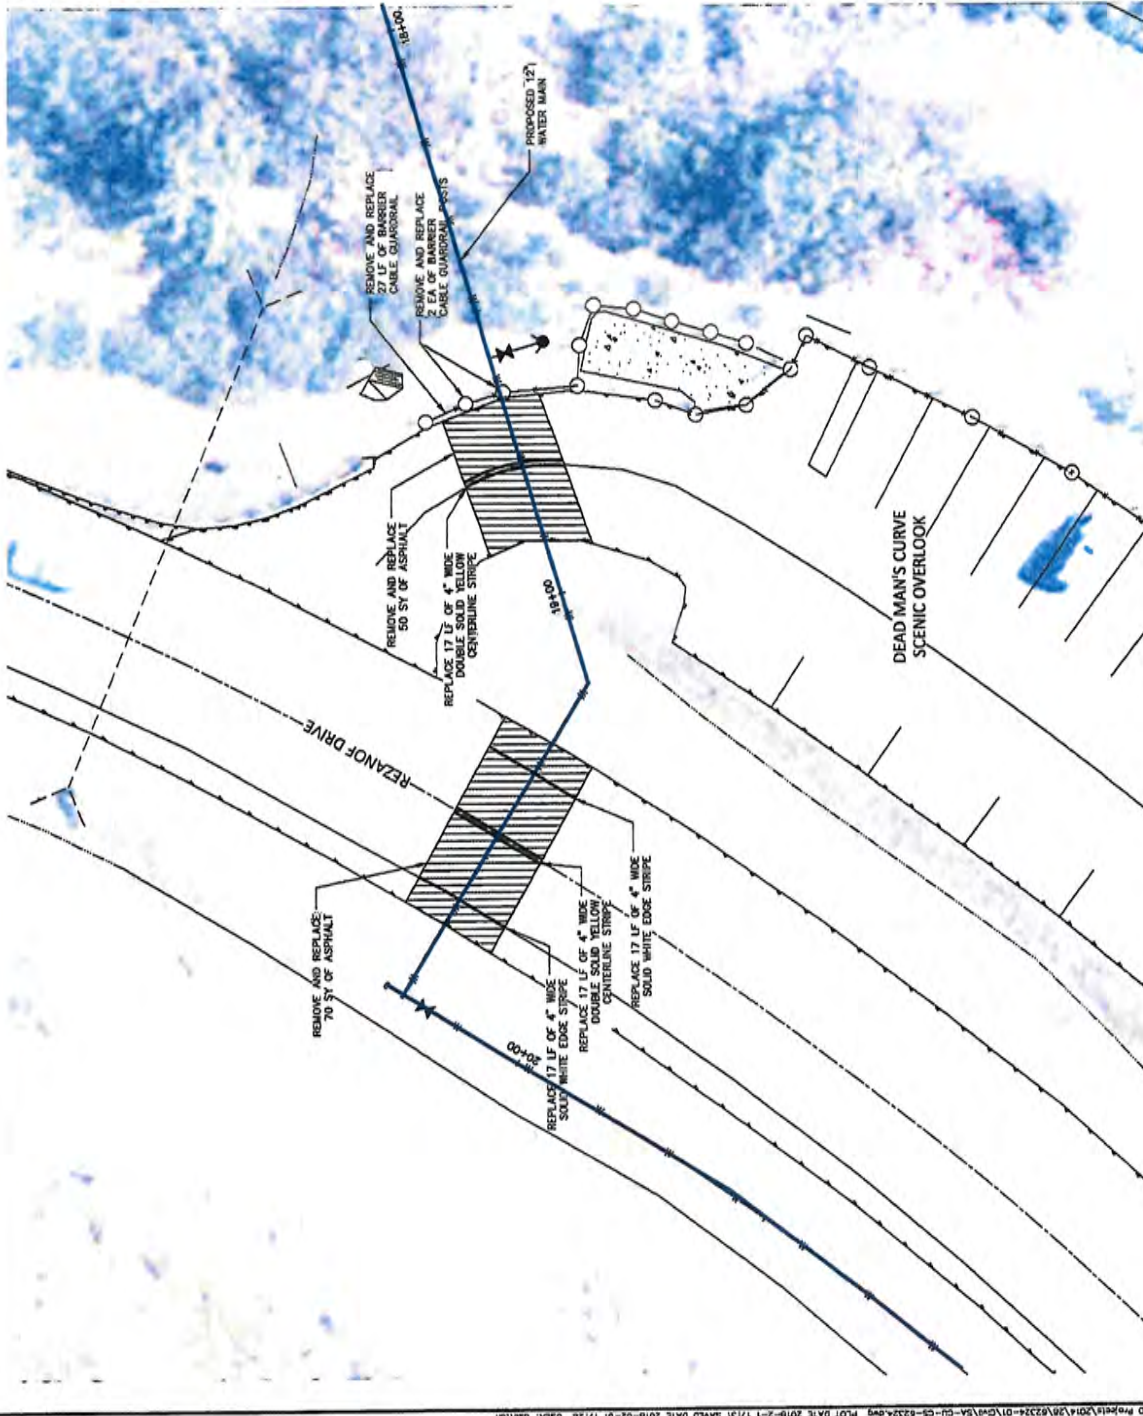 18+00
PROPOSED 12"
WATER MAIN
REMOVE AND REPLACE
27 LF OF BARRIER
CABLE GUARDRAIL
REMOVE AND REPLACE
2 EA OF BARRIER
CABLE GUARDRAIL POSTS
REMOVE AND REPLACE
50 SY OF ASPHALT
REPLACE 17 LF OF 4" WIDE
DOUBLE SOLID YELLOW
CENTERLINE STRIPE
19+00
DEAD MAN'S CURVE
SCENIC OVERLOOK
REZANOF DRIVE
REMOVE AND REPLACE
70 SY OF ASPHALT
REPLACE 17 LF OF 4" WIDE
SOLID WHITE EDGE STRIPE
REPLACE 17 LF OF 4" WIDE
DOUBLE SOLID YELLOW
CENTERLINE STRIPE
REPLACE 17 LF OF 4" WIDE
SOLID WHITE EDGE STRIPE
20+00